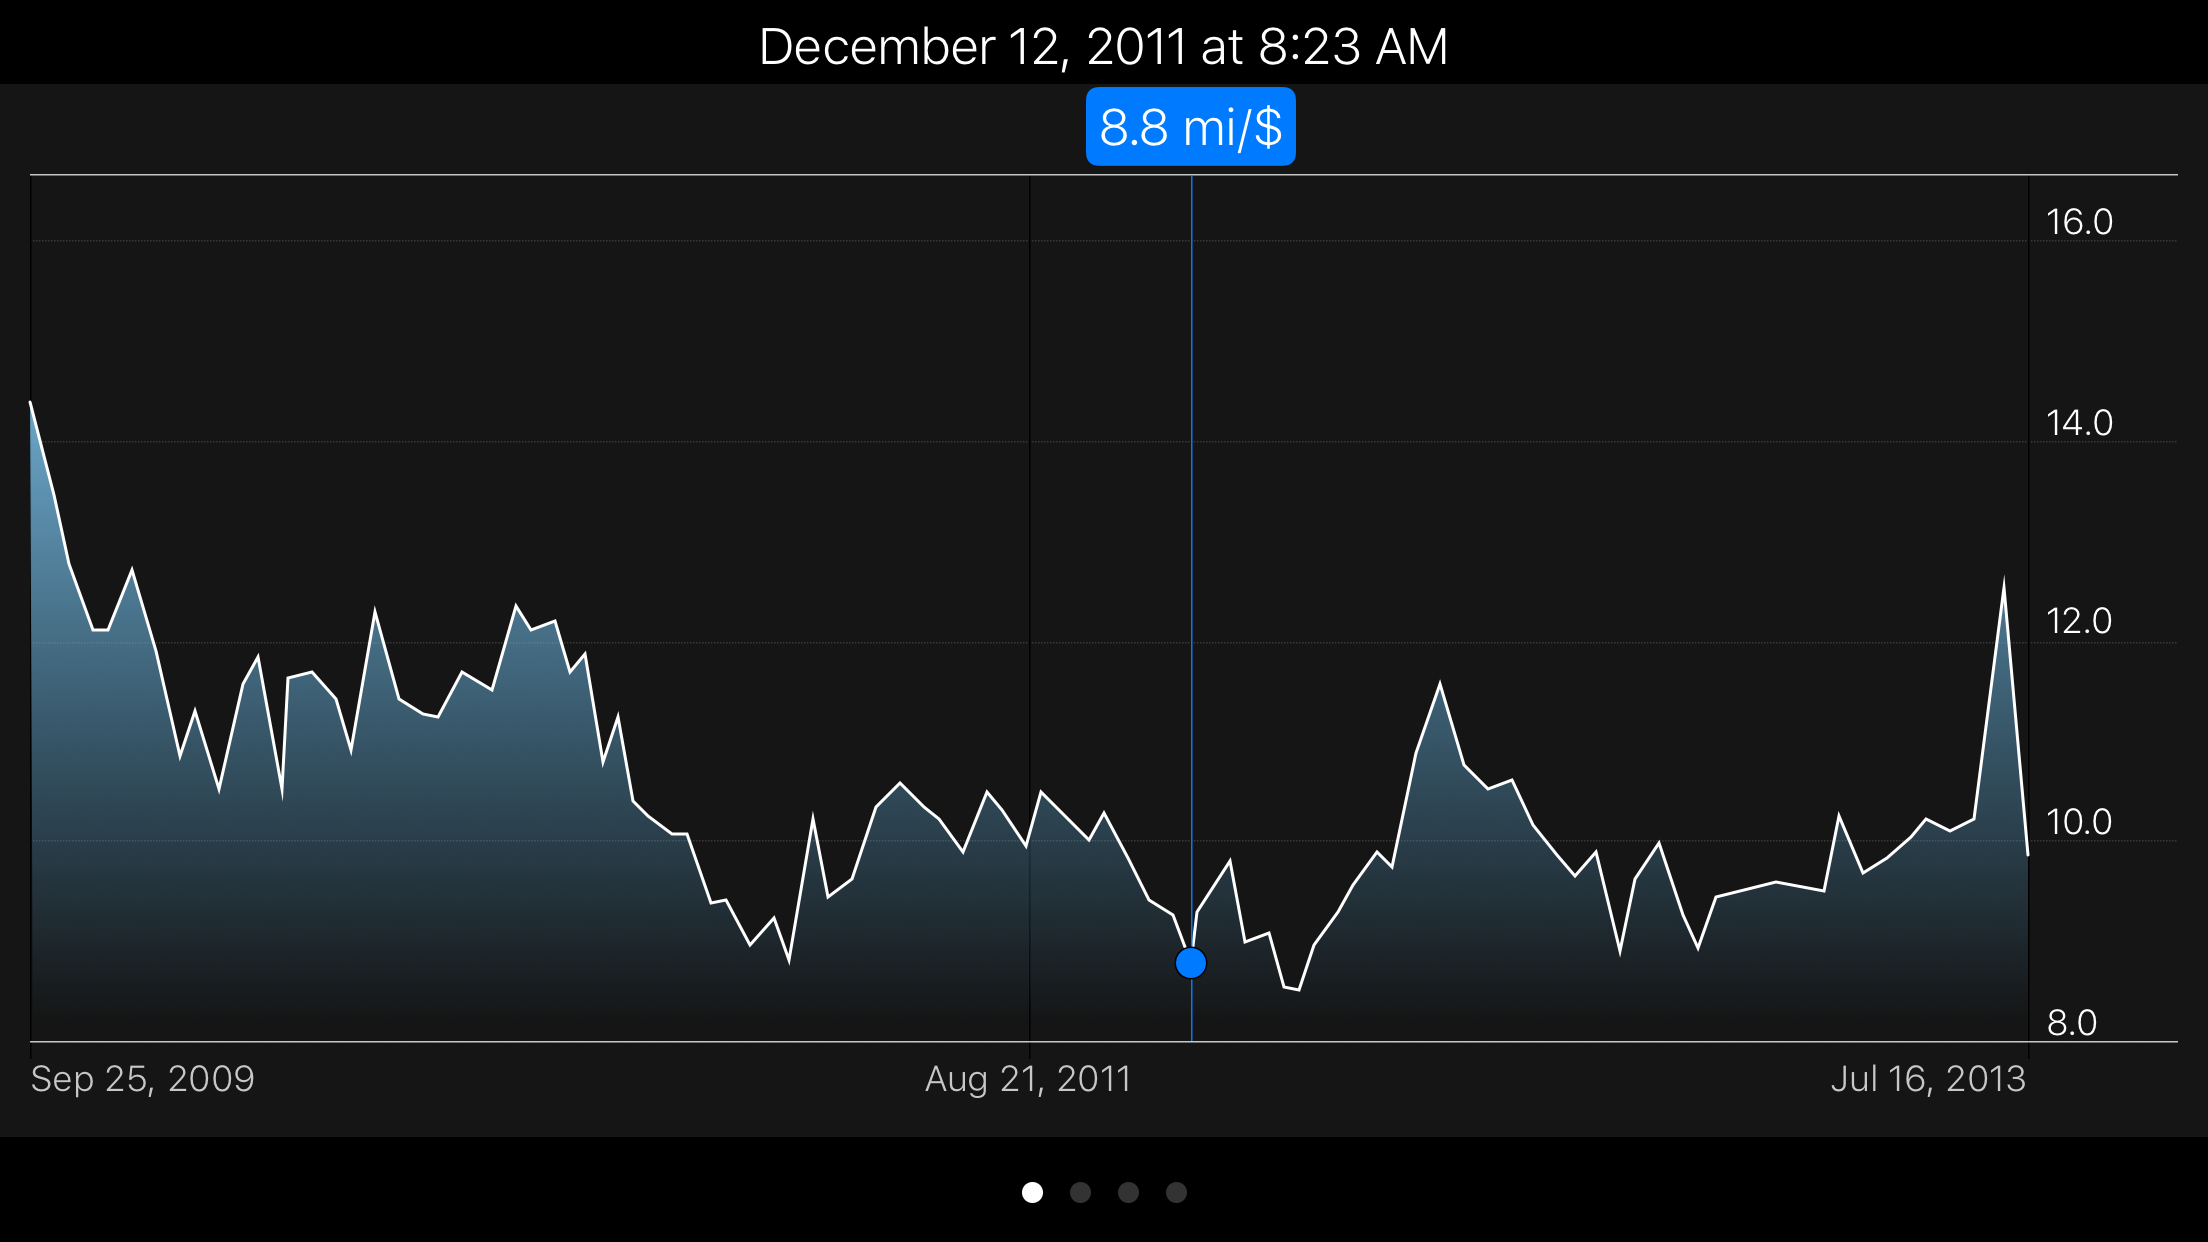 December 12, 2011 at 8:23 AM
8.8 mi/$
16.0
14.0
12.0
10.0
8.0
Sep 25, 2009
Aug 21, 2011
Jul 16, 2013